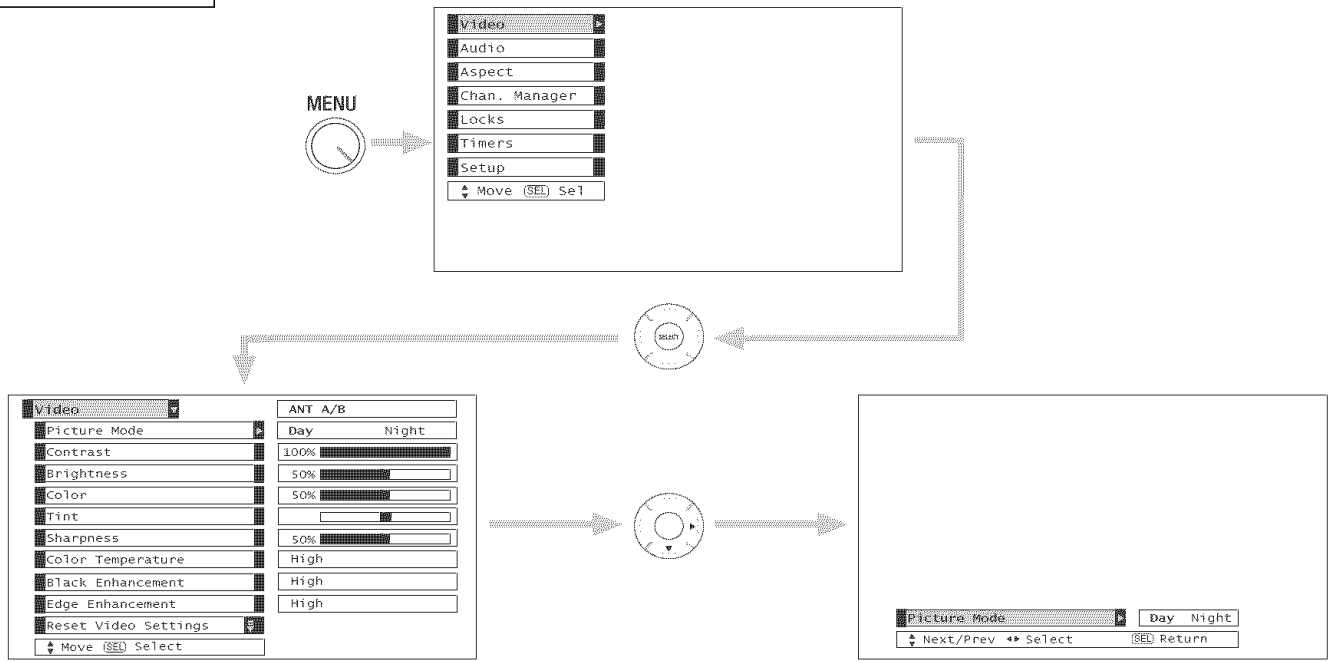 MENU
Video
Audio
Aspect
Chan. Manager
Locks
Timers
Setup
Move SEL Sel
SELECT
Video ANT A/B
Picture Mode Day Night
Contrast 100%
Brightness 50%
Color 50%
Tint
Sharpness 50%
Color Temperature High
Black Enhancement High
Edge Enhancement High
Reset Video Settings
Move SEL Select
Picture Mode Day Night
Next/Prev Select SEL Return